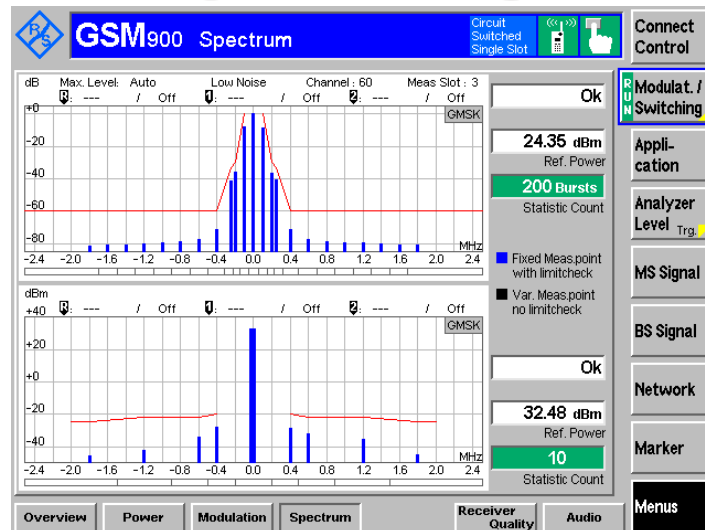 R/S
GSM900 Spectrum
Circuit Switched Single Slot
Connect Control
RUN
Modulat. / Switching
Appli- cation
Analyzer Level Trg.
MS Signal
BS Signal
Network
Marker
Menus
dB Max. Level: Auto Low Noise Channel : 60 Meas Slot : 3
R: --- / Off 1: --- / Off 2: --- / Off
GMSK
+0
-20
-40
-60
-80
MHz
-2.4 -2.0 -1.6 -1.2 -0.8 -0.4 0.0 0.4 0.8 1.2 1.6 2.0 2.4
Ok
24.35 dBm
Ref. Power
200 Bursts
Statistic Count
Fixed Meas.point with limitcheck
Var. Meas.point no limitcheck
dBm
R: --- / Off 1: --- / Off 2: --- / Off
GMSK
+40
+20
+0
-20
-40
MHz
-2.4 -2.0 -1.6 -1.2 -0.8 -0.4 0.0 0.4 0.8 1.2 1.6 2.0 2.4
Ok
32.48 dBm
Ref. Power
10
Statistic Count
Overview Power Modulation Spectrum Receiver Quality Audio